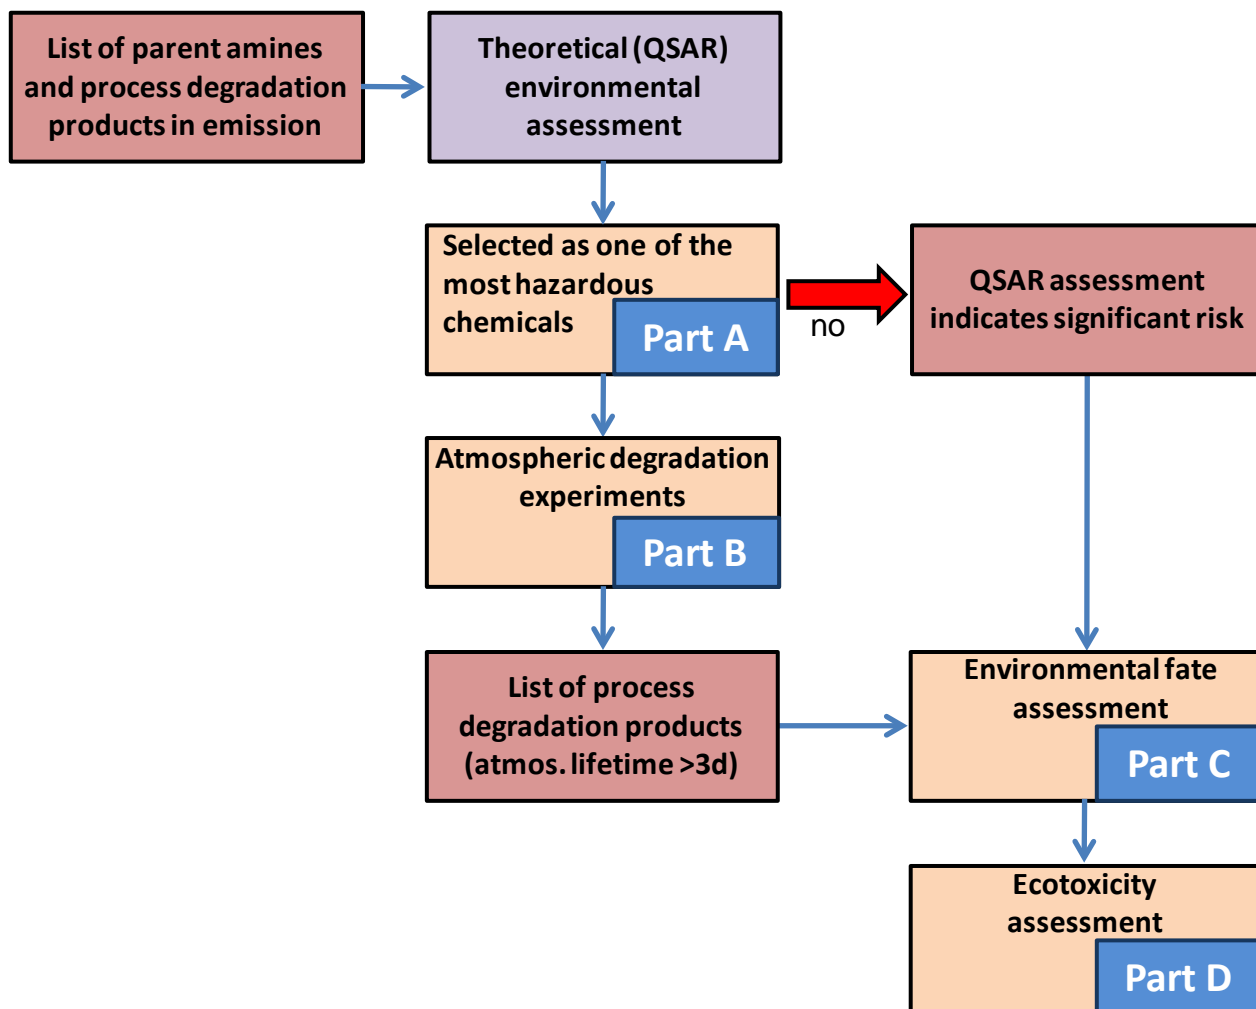 List of parent amines
and process degradation
products in emission
Theoretical (QSAR)
environmental
assessment
Selected as one of the
most hazardous
chemicals
Part A
no
QSAR assessment
indicates significant risk
Atmospheric degradation
experiments
Part B
List of process
degradation products
(atmos. lifetime >3d)
Environmental fate
assessment
Part C
Ecotoxicity
assessment
Part D